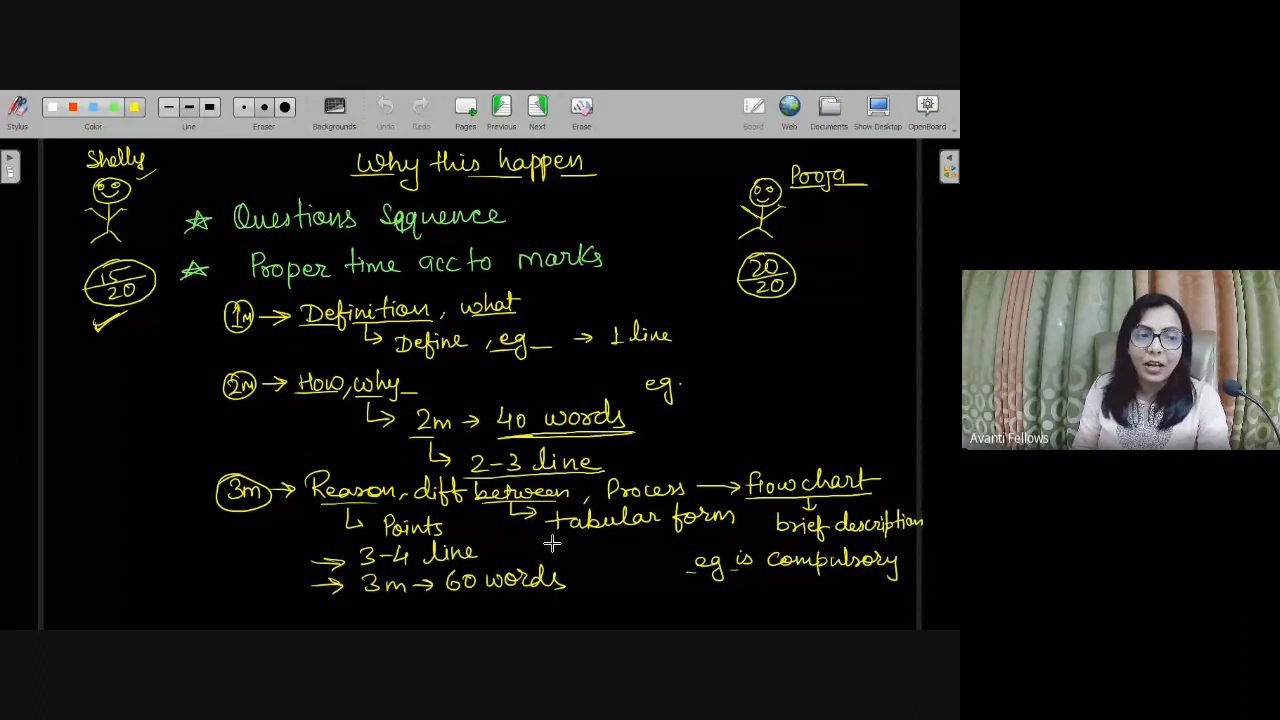 Stylus
Color
Line
Eraser
Backgrounds
Undo
Redo
Pages
Previous
Next
Erase
Board
Web
Documents
Show Desktop
OpenBoard
Shelly
Why this happen
Pooja
☆ Questions Sequence
15/20
☆ Proper time acc to marks
20/20
1m → Definition, what
↳ Define, eg → 1 line
2m → How, why
eg.
↳ 2m → 40 words
↳ 2-3 line
3m → Reason, diff between, Process → flow chart
↳ Points
↳ tabular form
brief description
→ 3-4 line
eg is compulsory
→ 3m → 60 words
Avanti Fellows